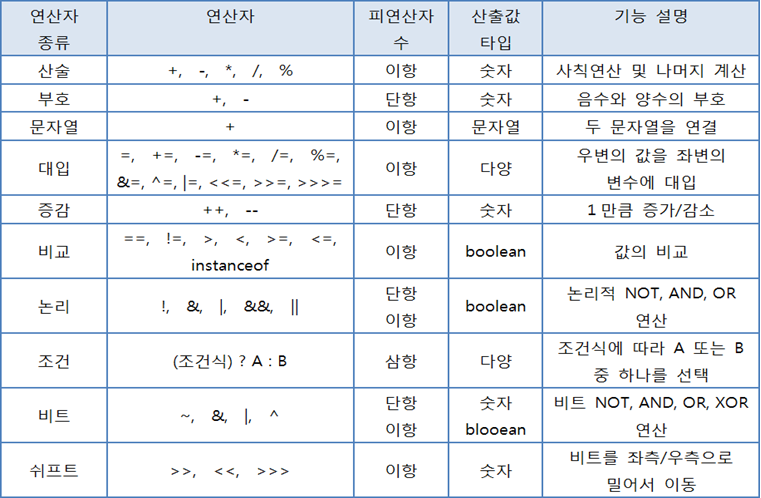 연산자 종류 연산자 피연산자 수 산출값 타입 기능 설명
산술 +, -, *, /, % 이항 숫자 사칙연산 및 나머지 계산
부호 +, - 단항 숫자 음수와 양수의 부호
문자열 + 이항 문자열 두 문자열을 연결
대입 =, +=, -=, *=, /=, %=, &=, ^=, |=, <<=, >>=, >>>= 이항 다양 우변의 값을 좌변의 변수에 대입
증감 ++, -- 단항 숫자 1만큼 증가/감소
비교 ==, !=, >, <, >=, <=, instanceof 이항 boolean 값의 비교
논리 !, &, |, &&, || 단항 이항 boolean 논리적 NOT, AND, OR 연산
조건 (조건식) ? A : B 삼항 다양 조건식에 따라 A 또는 B 중 하나를 선택
비트 ~, &, |, ^ 단항 이항 숫자 blooean 비트 NOT, AND, OR, XOR 연산
쉬프트 >>, <<, >>> 이항 숫자 비트를 좌측/우측으로 밀어서 이동